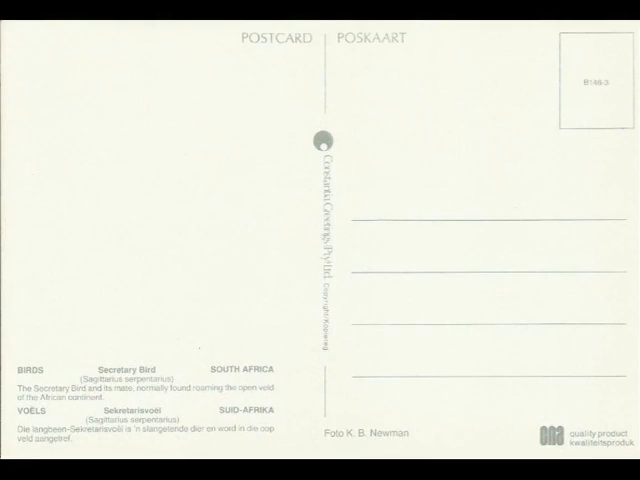 POSTCARD POSKAART
B146-3
Constantia Greetings (Pty) Ltd. Copyright/Kopiereg
BIRDS Secretary Bird SOUTH AFRICA
(Sagittarius serpentarius)
The Secretary Bird and its mate, normally found roaming the open veld
of the African continent.
VOËLS Sekretarisvoël SUID-AFRIKA
(Sagittarius serpentarius)
Die langbeen-Sekretarisvoël is 'n slangetende dier en word in die oop
veld aangetref.
Foto K. B. Newman
cna quality product
kwaliteitsproduk